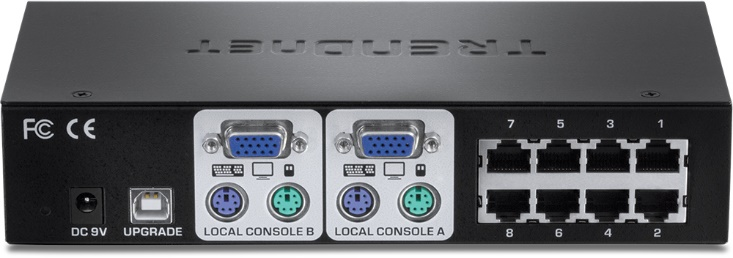 TRENDNET
FC CE
7 5 3 1
DC 9V UPGRADE LOCAL CONSOLE B LOCAL CONSOLE A
8 6 4 2